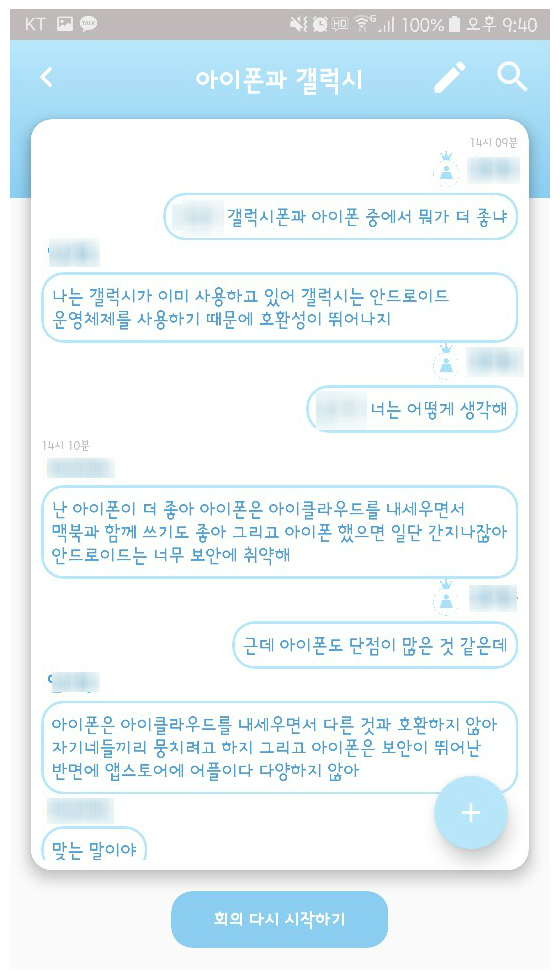 KT TALK HD 6 100% 오후 9:40
아이폰과 갤럭시
14시 09분
갤럭시폰과 아이폰 중에서 뭐가 더 좋냐
나는 갤럭시가 이미 사용하고 있어 갤럭시는 안드로이드
운영체제를 사용하기 때문에 호환성이 뛰어나지
너는 어떻게 생각해
14시 10분
난 아이폰이 더 좋아 아이폰은 아이클라우드를 내세우면서
맥북과 함께 쓰기도 좋아 그리고 아이폰 했으면 일단 간지나잖아
안드로이드는 너무 보안에 취약해
근데 아이폰도 단점이 많은 것 같은데
아이폰은 아이클라우드를 내세우면서 다른 것과 호환하지 않아
자기네들끼리 뭉치려고 하지 그리고 아이폰은 보안이 뛰어난
반면에 앱스토어에 어플이다 다양하지 않아
맞는 말이야
+
회의 다시 시작하기